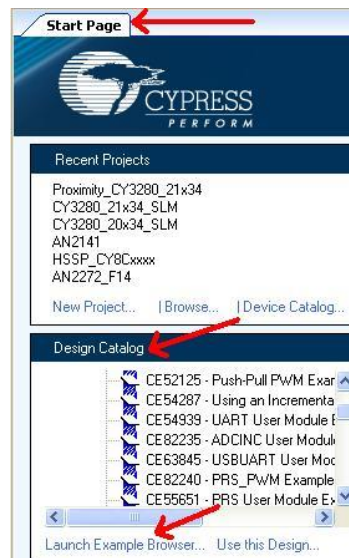 Start Page
CYPRESS
PERFORM
Recent Projects
Proximity_CY3280_21x34
CY3280_21x34_SLM
CY3280_20x34_SLM
AN2141
HSSP_CY8Cxxxx
AN2272_F14
New Project... | Browse... | Device Catalog...
Design Catalog
CE52125 - Push-Pull PWM Exar
CE54287 - Using an Incrementa
CE54939 - UART User Module E
CE82235 - ADCINC User Module
CE63845 - USBUART User Moc
CE82240 - PRS_PWM Example
CE55651 - PRS User Module Ex
Launch Example Browser... Use this Design...